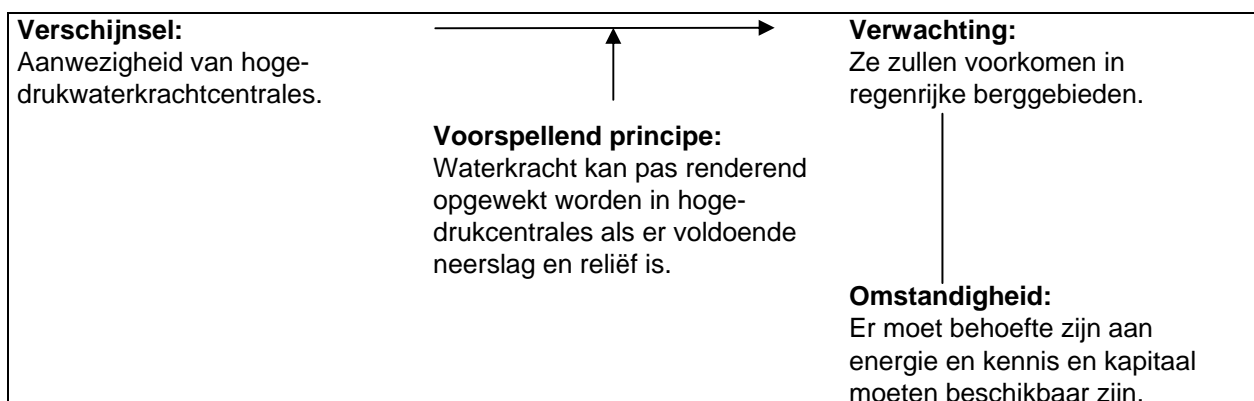 Verschijnsel:
Aanwezigheid van hoge-
drukwaterkrachtcentrales.
Voorspellend principe:
Waterkracht kan pas renderend
opgewekt worden in hoge-
drukcentrales als er voldoende
neerslag en reliëf is.
Verwachting:
Ze zullen voorkomen in
regenrijke berggebieden.
Omstandigheid:
Er moet behoefte zijn aan
energie en kennis en kapitaal
moeten beschikbaar zijn.